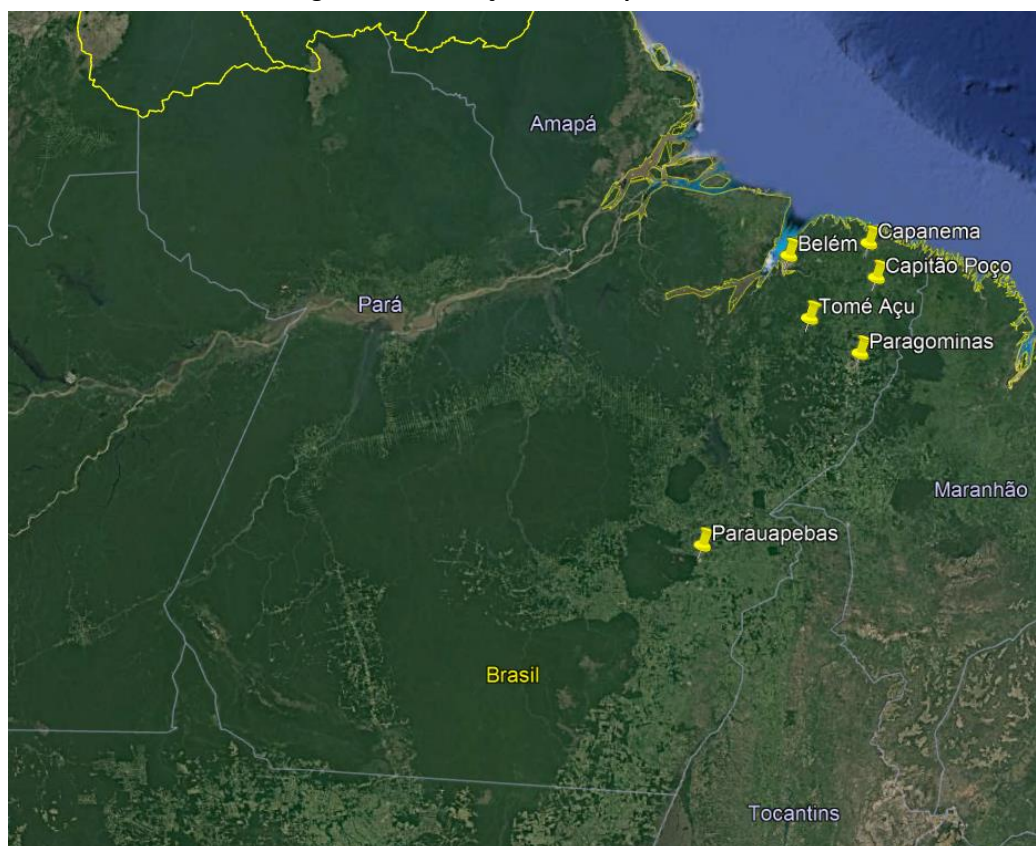 Amapá
Capanema
Belém
Capitão Poço
Pará
Tomé Açu
Paragominas
Maranhão
Parauapebas
Brasil
Tocantins